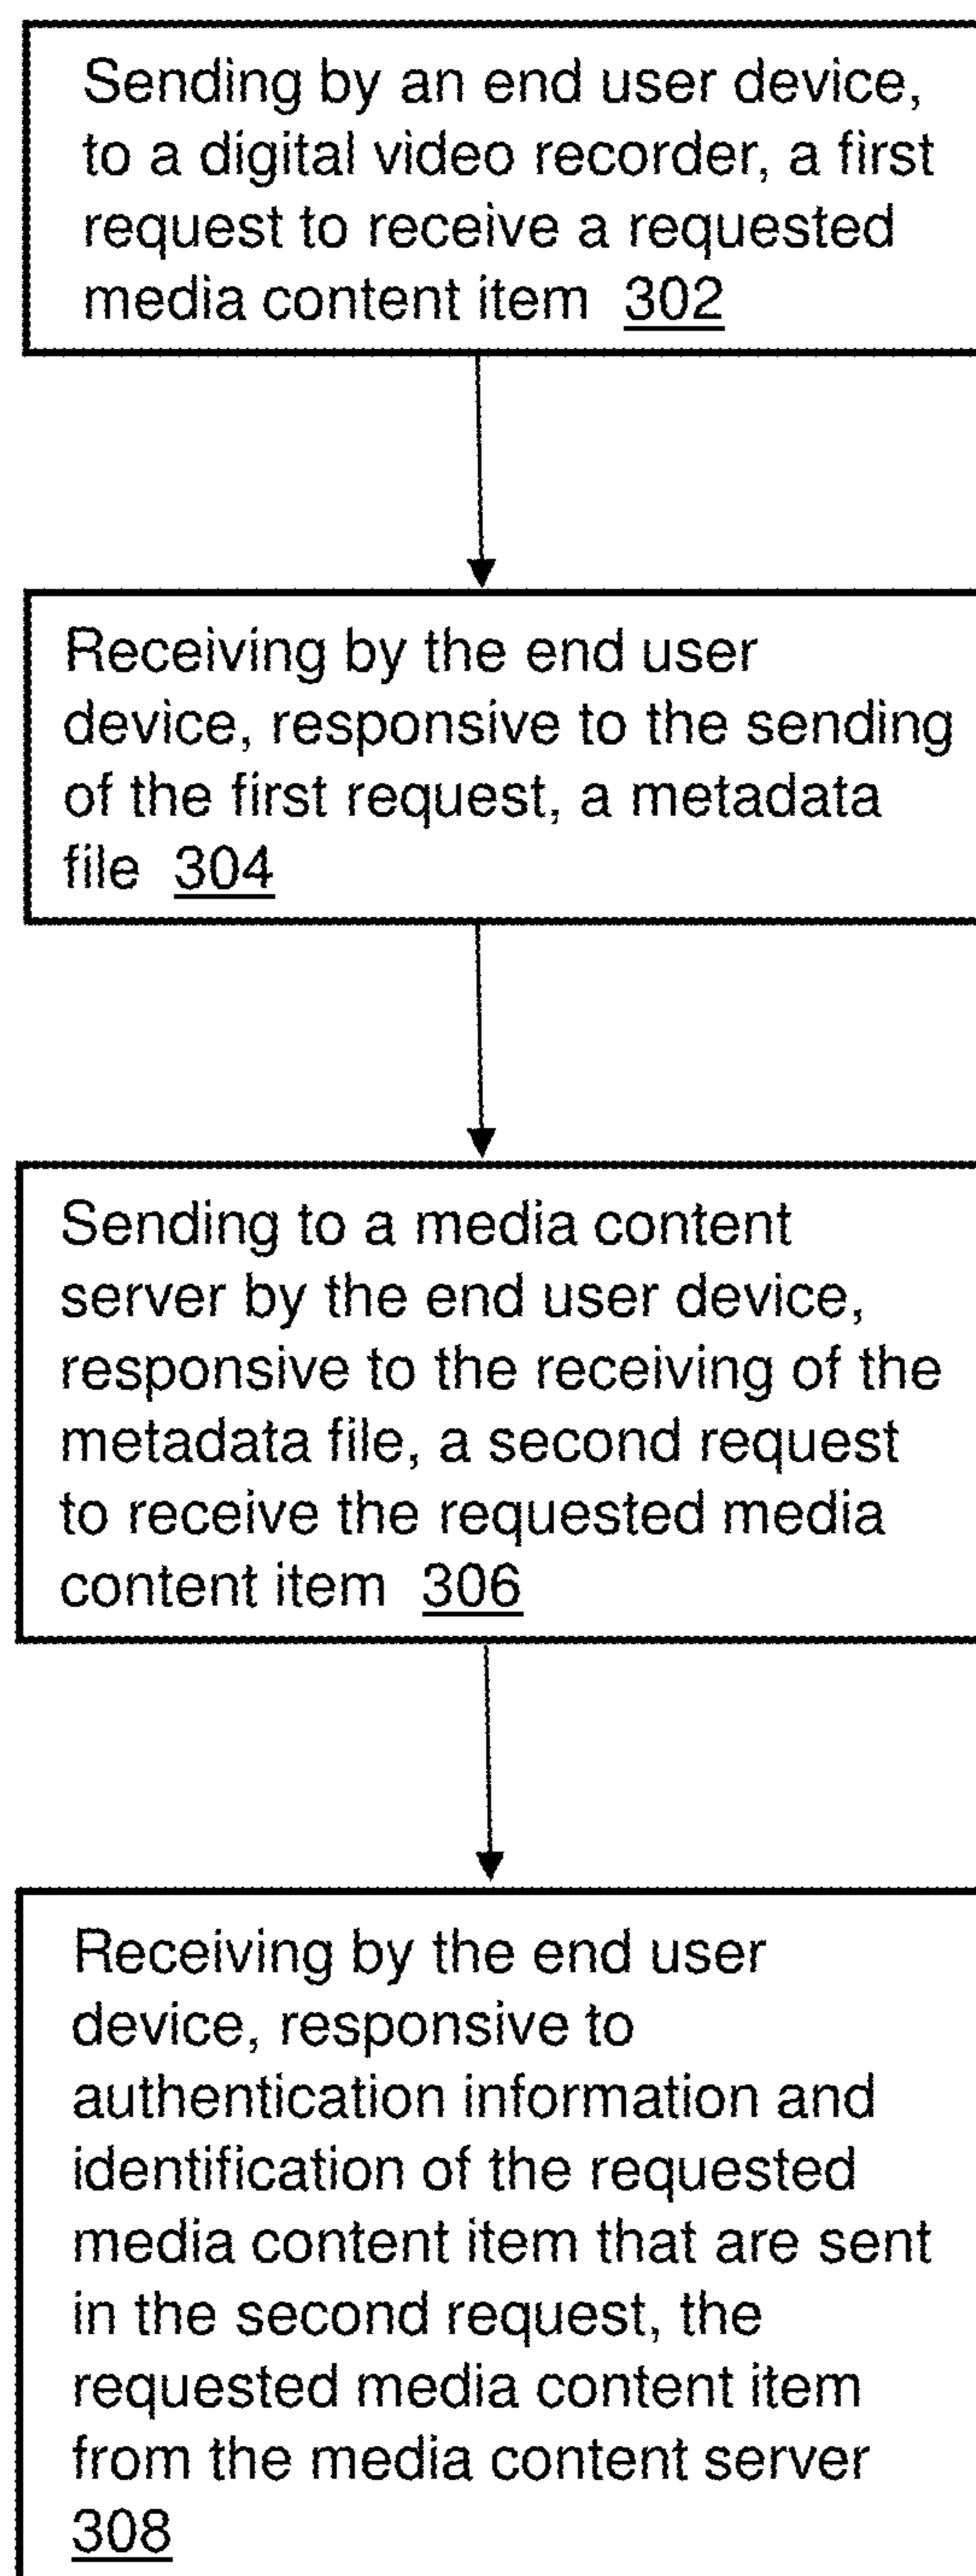 Sending by an end user device,
to a digital video recorder, a first
request to receive a requested
media content item 302
Receiving by the end user
device, responsive to the sending
of the first request, a metadata
file 304
Sending to a media content
server by the end user device,
responsive to the receiving of the
metadata file, a second request
to receive the requested media
content item 306
Receiving by the end user
device, responsive to
authentication information and
identification of the requested
media content item that are sent
in the second request, the
requested media content item
from the media content server
308